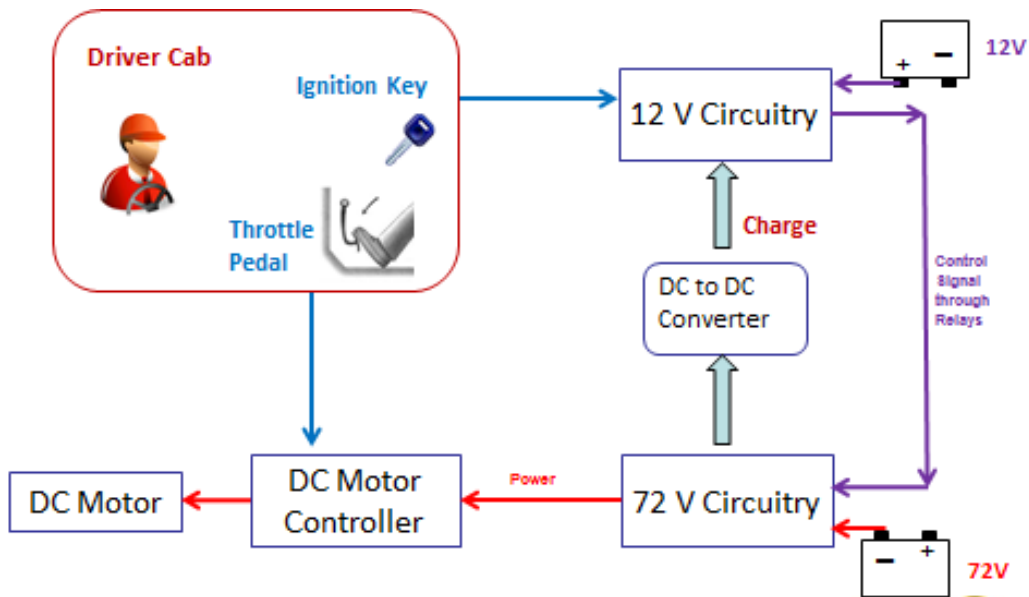 Driver Cab
Ignition Key
Throttle
Pedal
12 V Circuitry
+ −
12V
Charge
DC to DC
Converter
Control
Signal
through
Relays
DC Motor
DC Motor
Controller
Power
72 V Circuitry
− +
72V